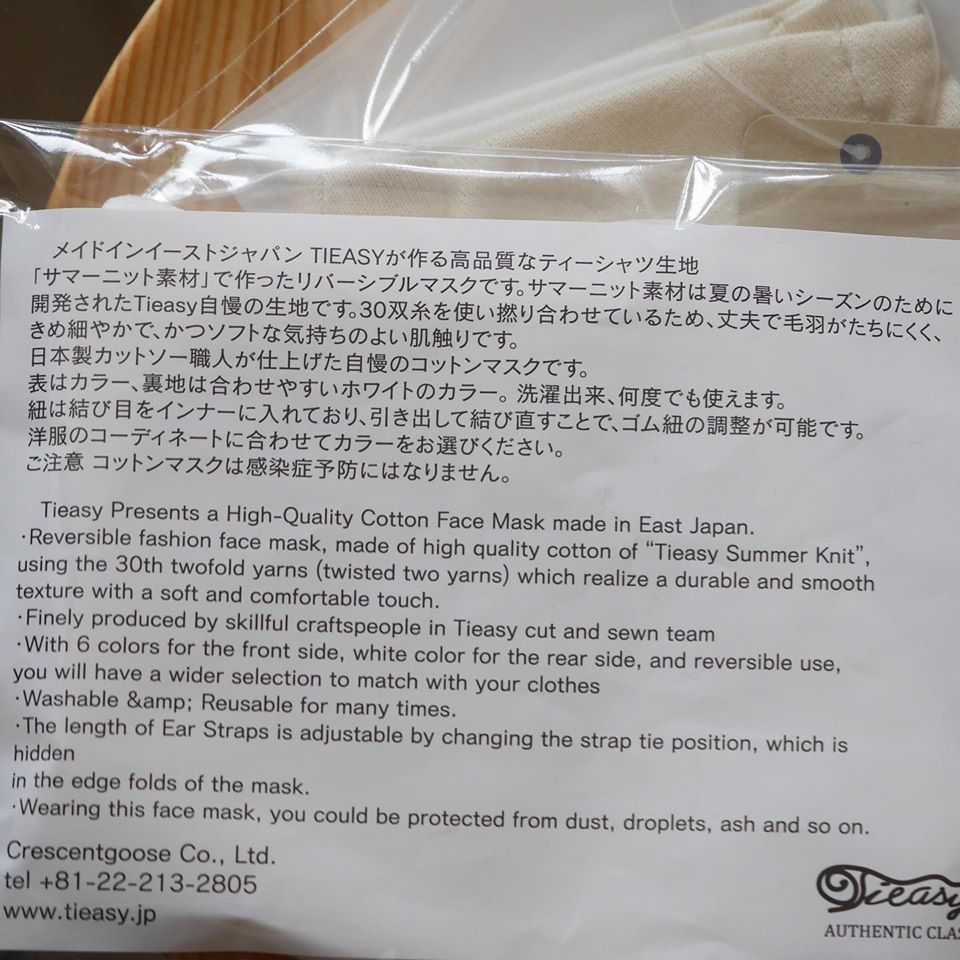 メイドインイーストジャパン TIEASYが作る高品質なティーシャツ生地
「サマーニット素材」で作ったリバーシブルマスクです。サマーニット素材は夏の暑いシーズンのために
開発されたTieasy自慢の生地です。30双糸を使い撚り合わせているため、丈夫で毛羽がたちにくく、
きめ細やかで、かつソフトな気持ちのよい肌触りです。
日本製カットソー職人が仕上げた自慢のコットンマスクです。
表はカラー、裏地は合わせやすいホワイトのカラー。洗濯出来、何度でも使えます。
紐は結び目をインナーに入れており、引き出して結び直すことで、ゴム紐の調整が可能です。
洋服のコーディネートに合わせてカラーをお選びください。
ご注意 コットンマスクは感染症予防にはなりません。
Tieasy Presents a High-Quality Cotton Face Mask made in East Japan.
・Reversible fashion face mask, made of high quality cotton of “Tieasy Summer Knit”,
using the 30th twofold yarns (twisted two yarns) which realize a durable and smooth
texture with a soft and comfortable touch.
・Finely produced by skillful craftspeople in Tieasy cut and sewn team
・With 6 colors for the front side, white color for the rear side, and reversible use,
you will have a wider selection to match with your clothes
・Washable &amp; Reusable for many times.
・The length of Ear Straps is adjustable by changing the strap tie position, which is
hidden
in the edge folds of the mask.
・Wearing this face mask, you could be protected from dust, droplets, ash and so on.
Crescentgoose Co., Ltd.
tel +81-22-213-2805
www.tieasy.jp
Tieasy
AUTHENTIC